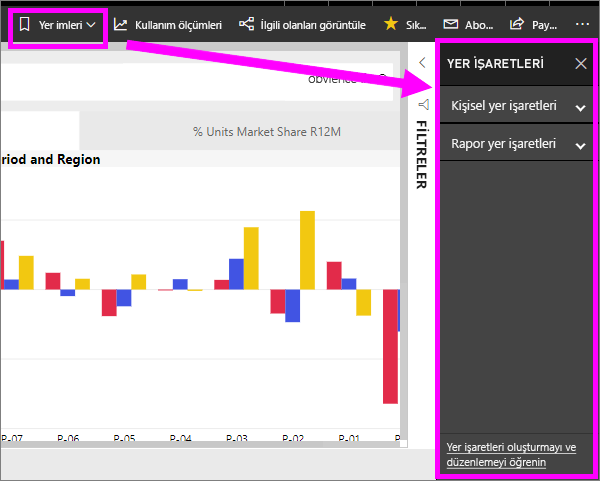 Yer imleri
Kullanım ölçümleri
İlgili olanları görüntüle
Sık...
Abo...
Pay...
...
YER İŞARETLERİ
Kişisel yer işaretleri
Rapor yer işaretleri
FİLTRELER
% Units Market Share R12M
riod and Region
P-07 P-06 P-05 P-04 P-03 P-02 P-01
Yer işaretleri oluşturmayı ve
düzenlemeyi öğrenin